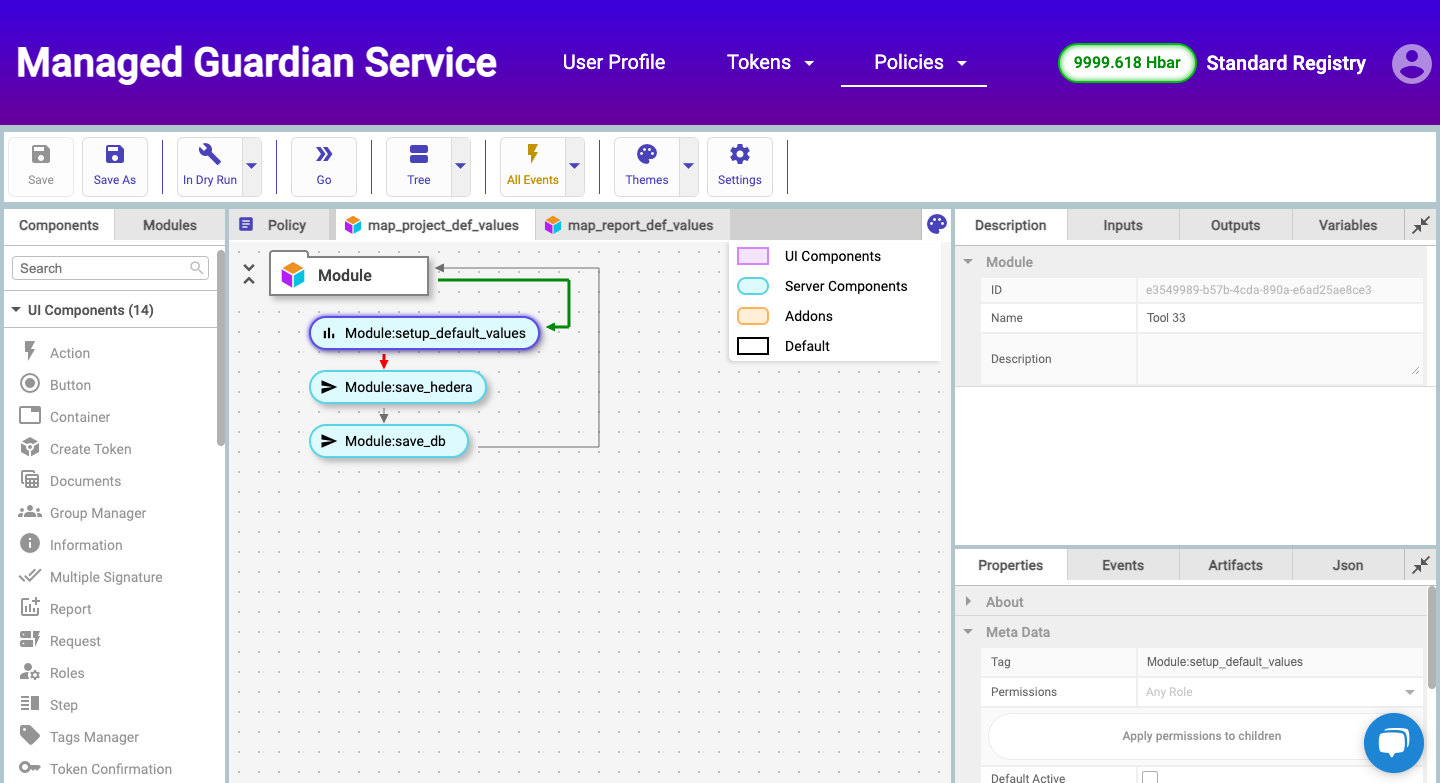 Managed Guardian Service
User Profile
Tokens
Policies
9999.618 Hbar
Standard Registry
Save
Save As
In Dry Run
Go
Tree
All Events
Themes
Settings
Components
Modules
Search
UI Components (14)
Action
Button
Container
Create Token
Documents
Group Manager
Information
Multiple Signature
Report
Request
Roles
Step
Tags Manager
Token Confirmation
Policy
map_project_def_values
map_report_def_values
Module
Module:setup_default_values
Module:save_hedera
Module:save_db
UI Components
Server Components
Addons
Default
Description
Inputs
Outputs
Variables
Module
ID
e3549989-b57b-4cda-890a-e6ad25ae8ce3
Name
Tool 33
Description
Properties
Events
Artifacts
Json
About
Meta Data
Tag
Module:setup_default_values
Permissions
Any Role
Apply permissions to children
Default Active